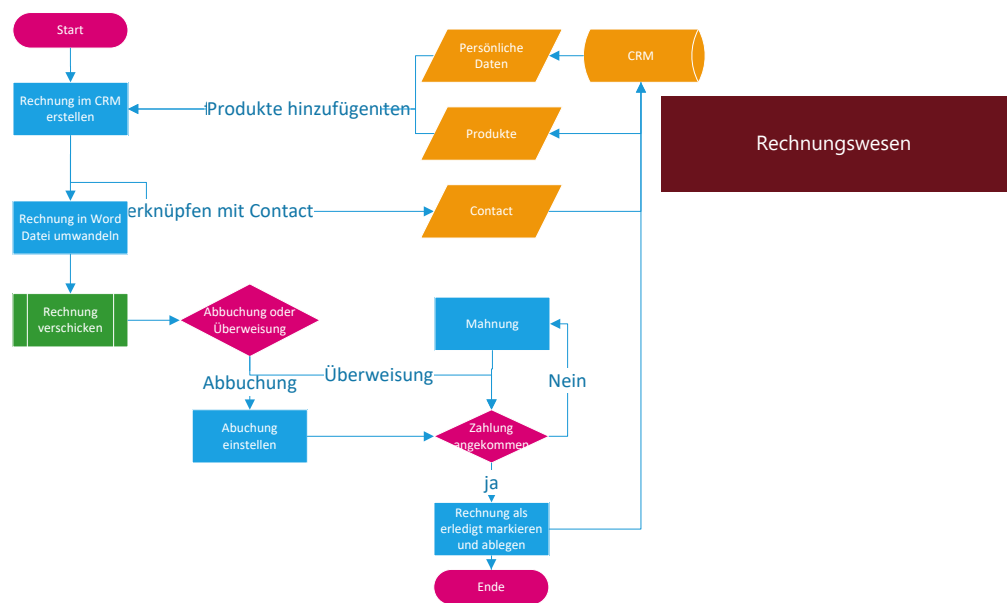 Start
Persönliche
Daten
CRM
Rechnung im CRM
erstellen
Produkte hinzufügenten
Produkte
Rechnungswesen
Rechnung in Word
Datei umwandeln
erknüpfen mit Contact
Contact
Rechnung
verschicken
Abbuchung oder
Überweisung
Mahnung
Abbuchung
Überweisung
Nein
Abuchung
einstellen
Zahlung
angekommen
ja
Rechnung als
erledigt markieren
und ablegen
Ende